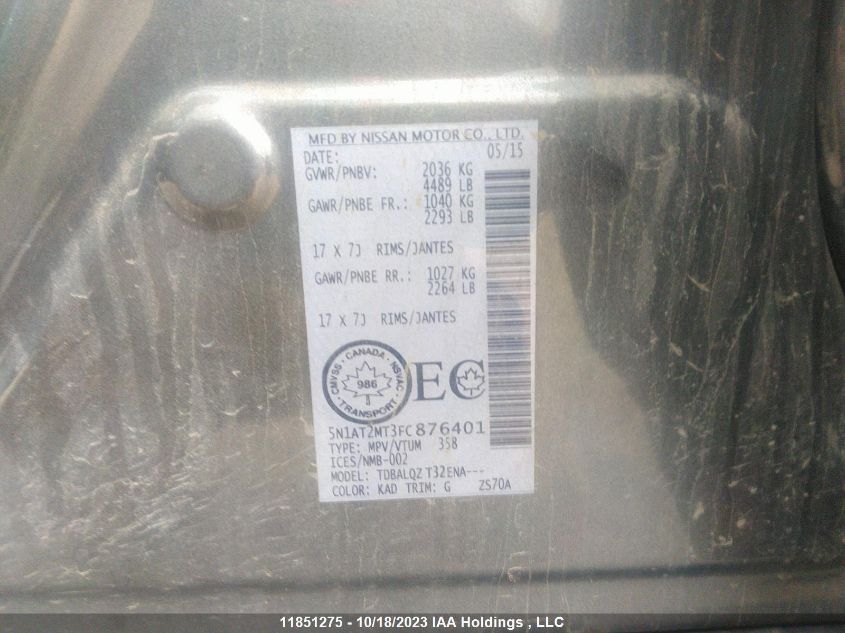 MFD BY NISSAN MOTOR CO., LTD.
DATE: 05/15
GVWR/PNBV: 2036 KG
4489 LB
GAWR/PNBE FR.: 1040 KG
2293 LB
17 X 7J RIMS/JANTES
GAWR/PNBE RR.: 1027 KG
2264 LB
17 X 7J RIMS/JANTES
CMVSS · CANADA · NSVAC
986
· TRANSPORT ·
EC
5N1AT2MT3FC876401
TYPE: MPV/VTUM 358
ICES/NMB-002
MODEL: TDBALQZ T32ENA---
COLOR: KAD TRIM: G ZS70A
11851275 - 10/18/2023 IAA Holdings , LLC